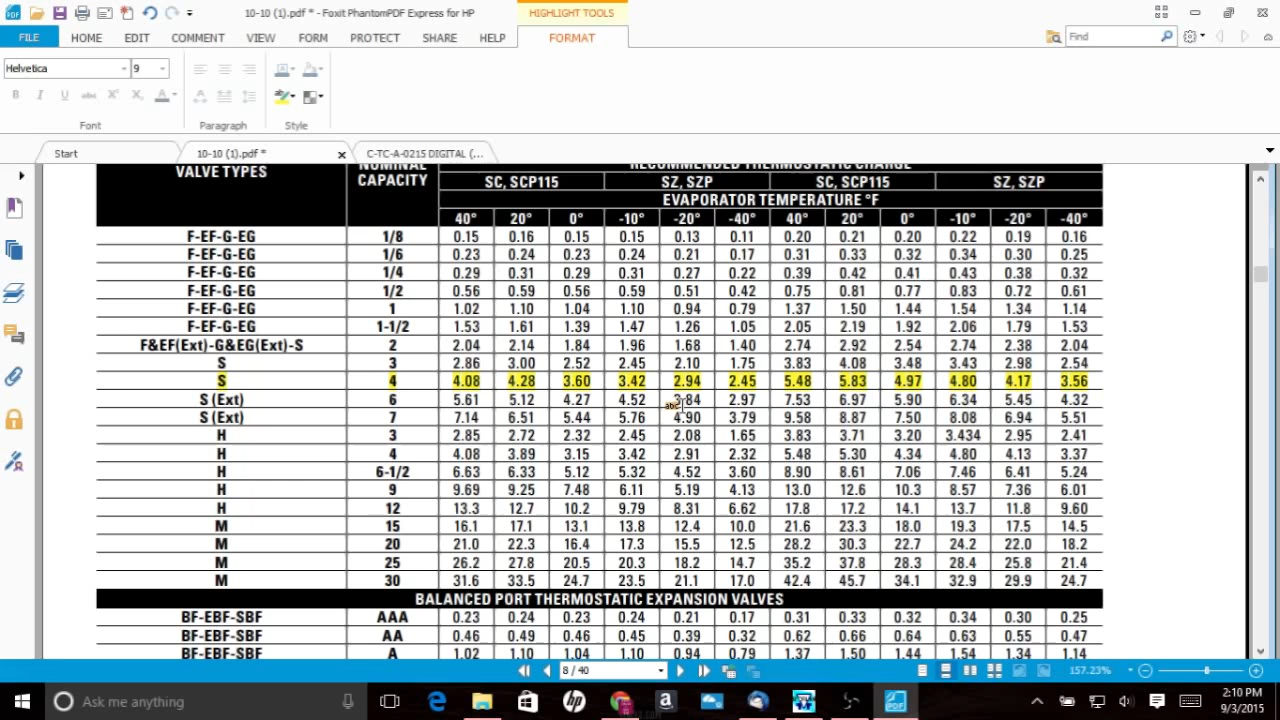 10-10 (1).pdf * - Foxit PhantomPDF Express for HP
HIGHLIGHT TOOLS
FILE HOME EDIT COMMENT VIEW FORM PROTECT SHARE HELP FORMAT
Find
Helvetica 9
Font Paragraph Style
Start 10-10 (1).pdf * C-TC-A-0215 DIGITAL (...
RECOMMENDED THERMOSTATIC CHARGE
VALVE TYPES NOMINAL CAPACITY
SC, SCP115 SZ, SZP SC, SCP115 SZ, SZP
EVAPORATOR TEMPERATURE °F
40° 20° 0° -10° -20° -40° 40° 20° 0° -10° -20° -40°
F-EF-G-EG 1/8 0.15 0.16 0.15 0.15 0.13 0.11 0.20 0.21 0.20 0.22 0.19 0.16
F-EF-G-EG 1/6 0.23 0.24 0.23 0.24 0.21 0.17 0.31 0.33 0.32 0.34 0.30 0.25
F-EF-G-EG 1/4 0.29 0.31 0.29 0.31 0.27 0.22 0.39 0.42 0.41 0.43 0.38 0.32
F-EF-G-EG 1/2 0.56 0.59 0.56 0.59 0.51 0.42 0.75 0.81 0.77 0.83 0.72 0.61
F-EF-G-EG 1 1.02 1.10 1.04 1.10 0.94 0.79 1.37 1.50 1.44 1.54 1.34 1.14
F-EF-G-EG 1-1/2 1.53 1.61 1.39 1.47 1.26 1.05 2.05 2.19 1.92 2.06 1.79 1.53
F&EF(Ext)-G&EG(Ext)-S 2 2.04 2.14 1.84 1.96 1.68 1.40 2.74 2.92 2.54 2.74 2.38 2.04
S 3 2.86 3.00 2.52 2.45 2.10 1.75 3.83 4.08 3.48 3.43 2.98 2.54
S 4 4.08 4.28 3.60 3.42 2.94 2.45 5.48 5.83 4.97 4.80 4.17 3.56
S (Ext) 6 5.61 5.12 4.27 4.52 3.84 2.97 7.53 6.97 5.90 6.34 5.45 4.32
S (Ext) 7 7.14 6.51 5.44 5.76 4.90 3.79 9.58 8.87 7.50 8.08 6.94 5.51
H 3 2.85 2.72 2.32 2.45 2.08 1.65 3.83 3.71 3.20 3.434 2.95 2.41
H 4 4.08 3.89 3.15 3.42 2.91 2.32 5.48 5.30 4.34 4.80 4.13 3.37
H 6-1/2 6.63 6.33 5.12 5.32 4.52 3.60 8.90 8.61 7.06 7.46 6.41 5.24
H 9 9.69 9.25 7.48 6.11 5.19 4.13 13.0 12.6 10.3 8.57 7.36 6.01
H 12 13.3 12.7 10.2 9.79 8.31 6.62 17.8 17.2 14.1 13.7 11.8 9.60
M 15 16.1 17.1 13.1 13.8 12.4 10.0 21.6 23.3 18.0 19.3 17.5 14.5
M 20 21.0 22.3 16.4 17.3 15.5 12.5 28.2 30.3 22.7 24.2 22.0 18.2
M 25 26.2 27.8 20.5 20.3 18.2 14.7 35.2 37.8 28.3 28.4 25.8 21.4
M 30 31.6 33.5 24.7 23.5 21.1 17.0 42.4 45.7 34.1 32.9 29.9 24.7
BALANCED PORT THERMOSTATIC EXPANSION VALVES
BF-EBF-SBF AAA 0.23 0.24 0.23 0.24 0.21 0.17 0.31 0.33 0.32 0.34 0.30 0.25
BF-EBF-SBF AA 0.46 0.49 0.46 0.45 0.39 0.32 0.62 0.66 0.64 0.63 0.55 0.47
BF-EBF-SBF A 1.02 1.10 1.04 1.10 0.94 0.79 1.37 1.50 1.44 1.54 1.34 1.14
8 / 40 157.23%
Ask me anything
2:10 PM
9/3/2015